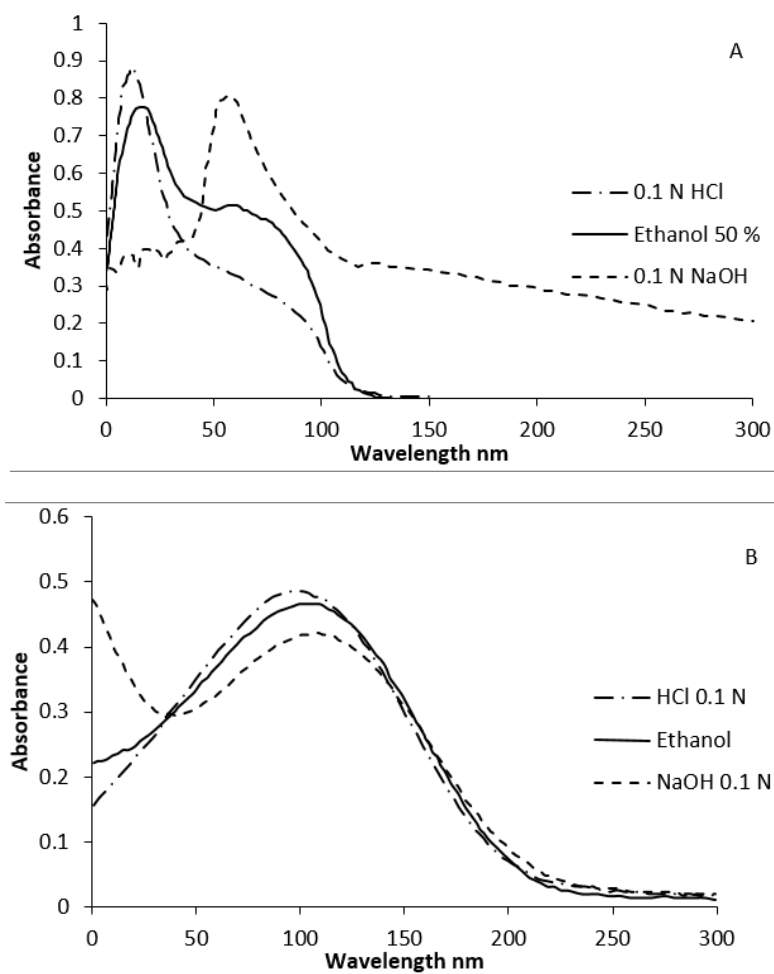 1
0.9
0.8
0.7
0.6
0.5
0.4
0.3
0.2
0.1
0
Absorbance
A
0.1 N HCl
Ethanol 50 %
0.1 N NaOH
0 50 100 150 200 250 300
Wavelength nm
0.6
0.5
0.4
0.3
0.2
0.1
0
Absorbance
B
HCl 0.1 N
Ethanol
NaOH 0.1 N
0 50 100 150 200 250 300
Wavelength nm